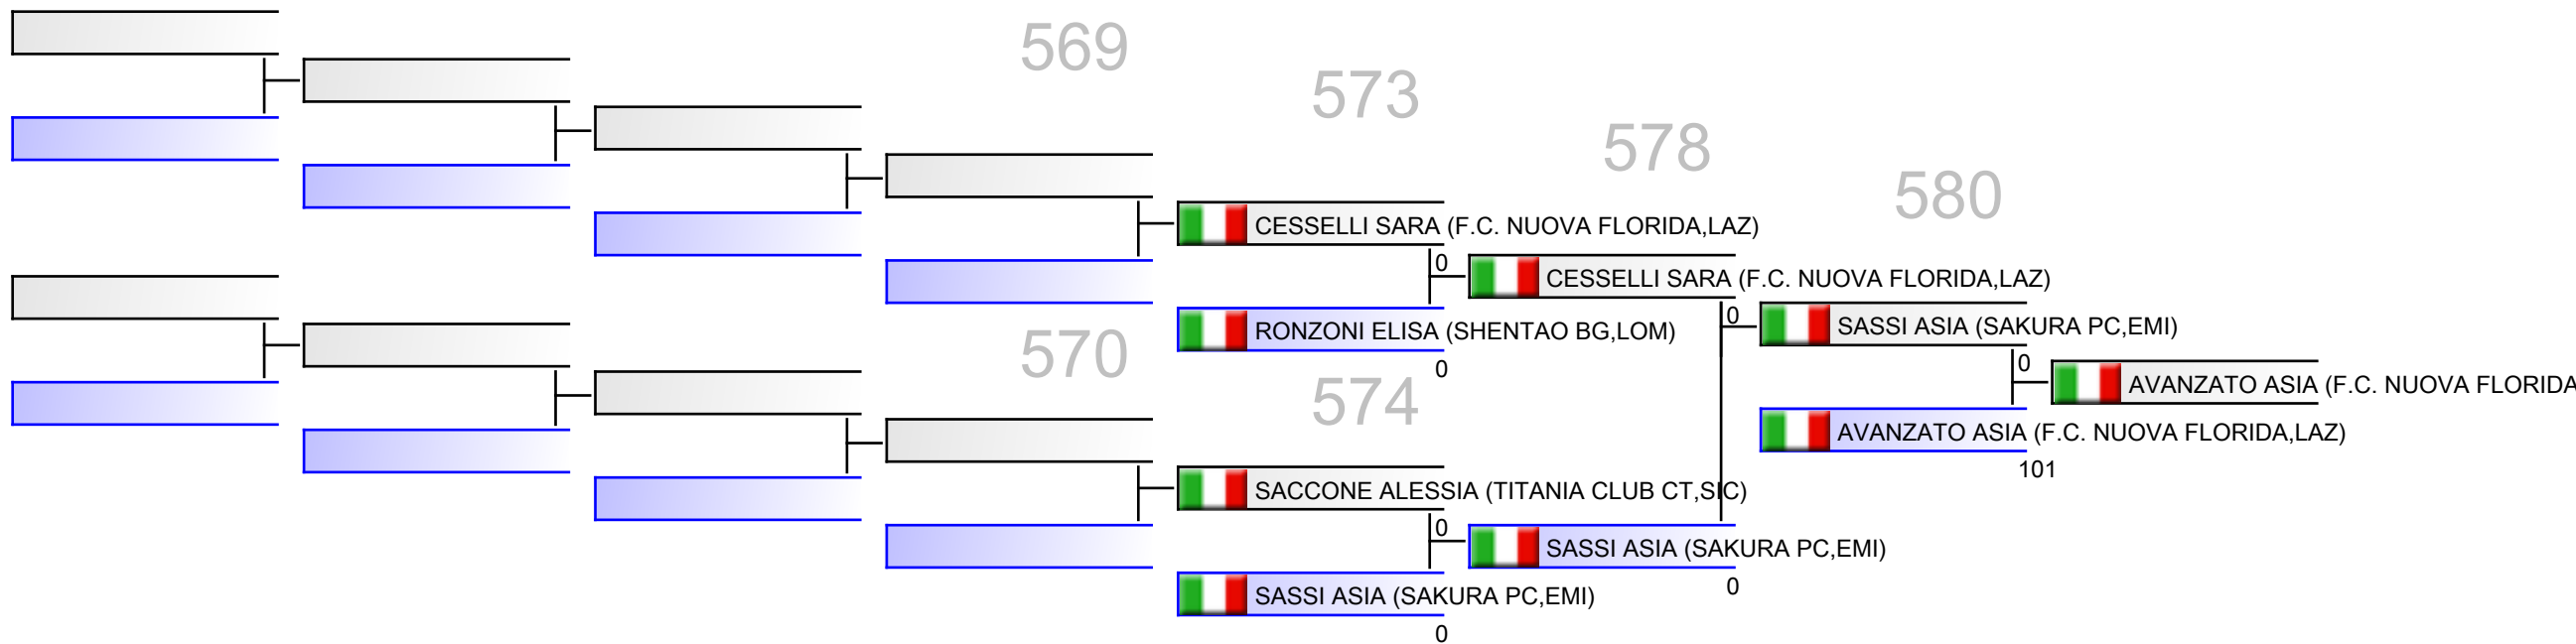 569
573
578
580
CESSELLI SARA (F.C. NUOVA FLORIDA,LAZ)
0
CESSELLI SARA (F.C. NUOVA FLORIDA,LAZ)
RONZONI ELISA (SHENTAO BG,LOM)
0
0
SASSI ASIA (SAKURA PC,EMI)
0
AVANZATO ASIA (F.C. NUOVA FLORIDA
AVANZATO ASIA (F.C. NUOVA FLORIDA,LAZ)
101
570
574
SACCONE ALESSIA (TITANIA CLUB CT,SIC)
0
SASSI ASIA (SAKURA PC,EMI)
0
SASSI ASIA (SAKURA PC,EMI)
0